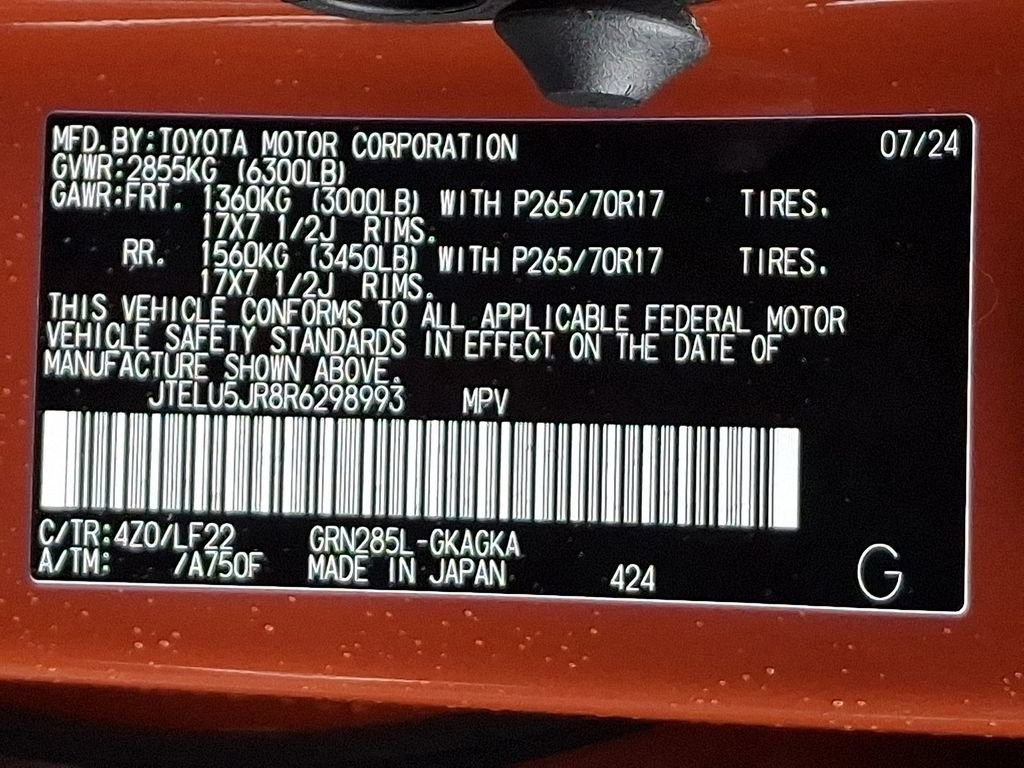 MFD. BY: TOYOTA MOTOR CORPORATION 07/24
GVWR: 2855KG (6300LB)
GAWR: FRT. 1360KG (3000LB) WITH P265/70R17 TIRES.
17X7 1/2J RIMS.
RR. 1560KG (3450LB) WITH P265/70R17 TIRES.
17X7 1/2J RIMS.
THIS VEHICLE CONFORMS TO ALL APPLICABLE FEDERAL MOTOR
VEHICLE SAFETY STANDARDS IN EFFECT ON THE DATE OF
MANUFACTURE SHOWN ABOVE.
JTELU5JR8R6298993 MPV
C/TR: 4Z0/LF22 GRN285L-GKAGKA
A/TM: /A750F MADE IN JAPAN 424 G